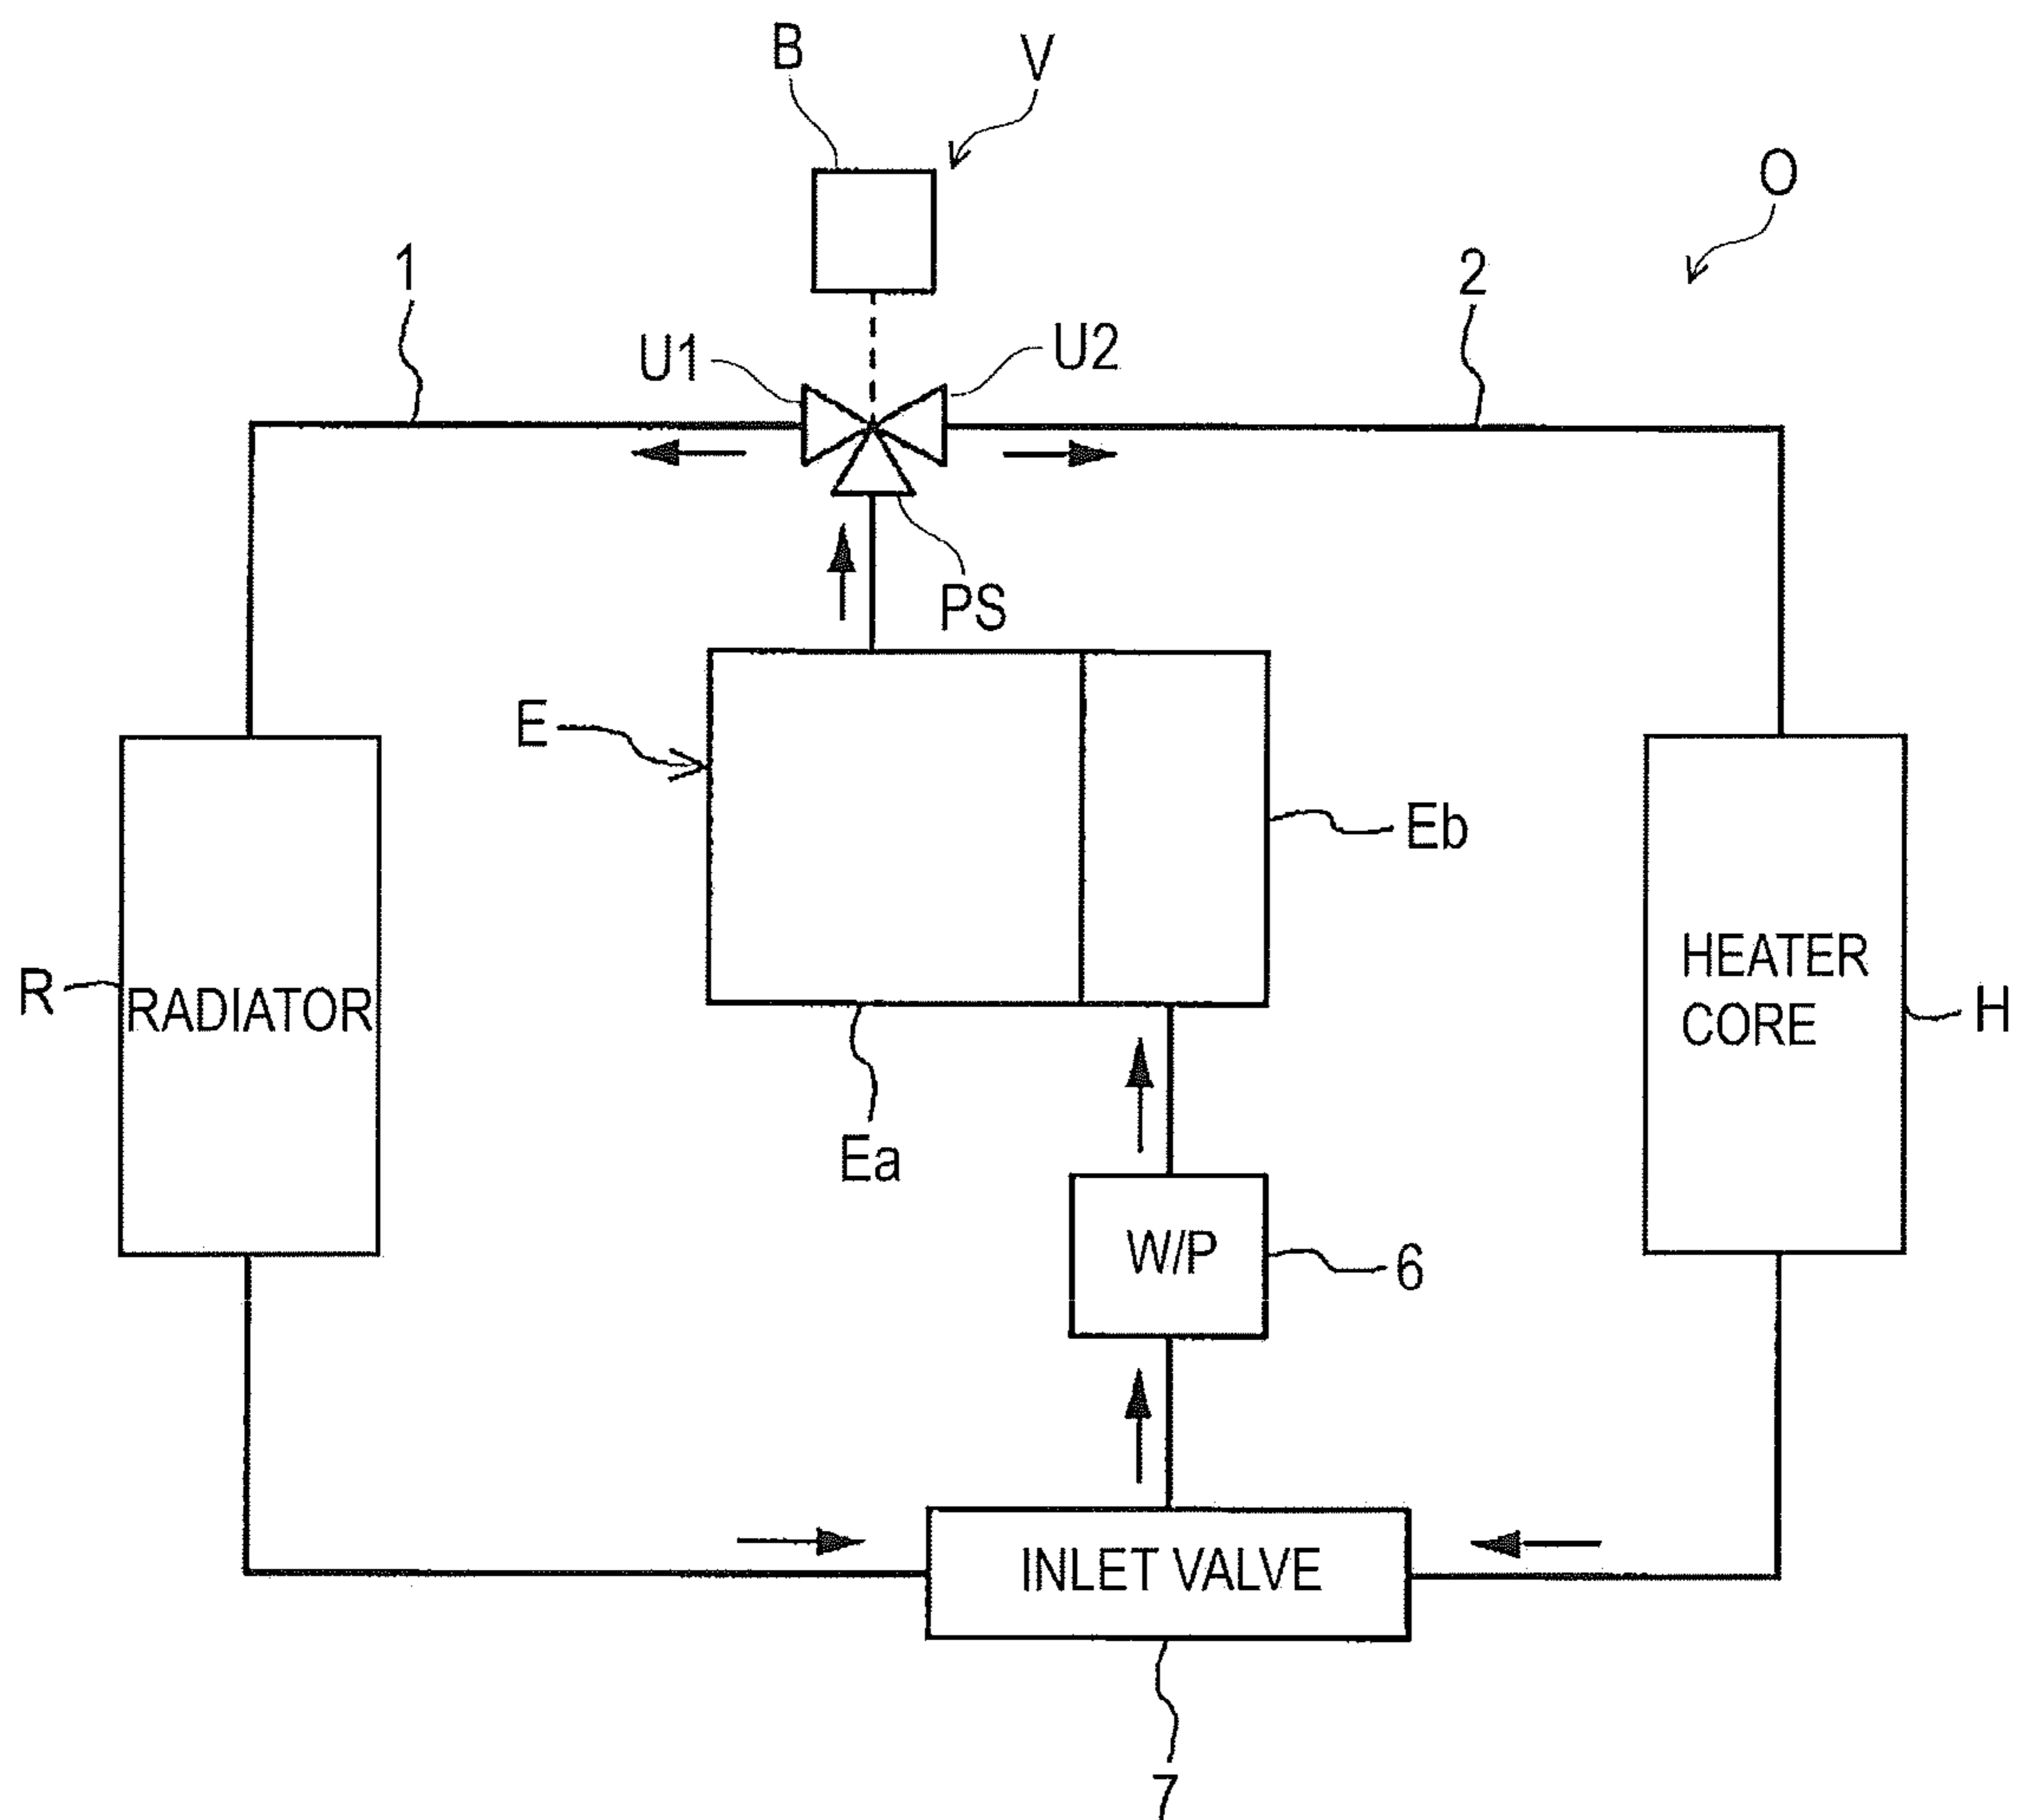 B
V
O
1
2
U1
U2
PS
E
Eb
R
RADIATOR
HEATER
CORE
H
Ea
W/P
6
INLET VALVE
7